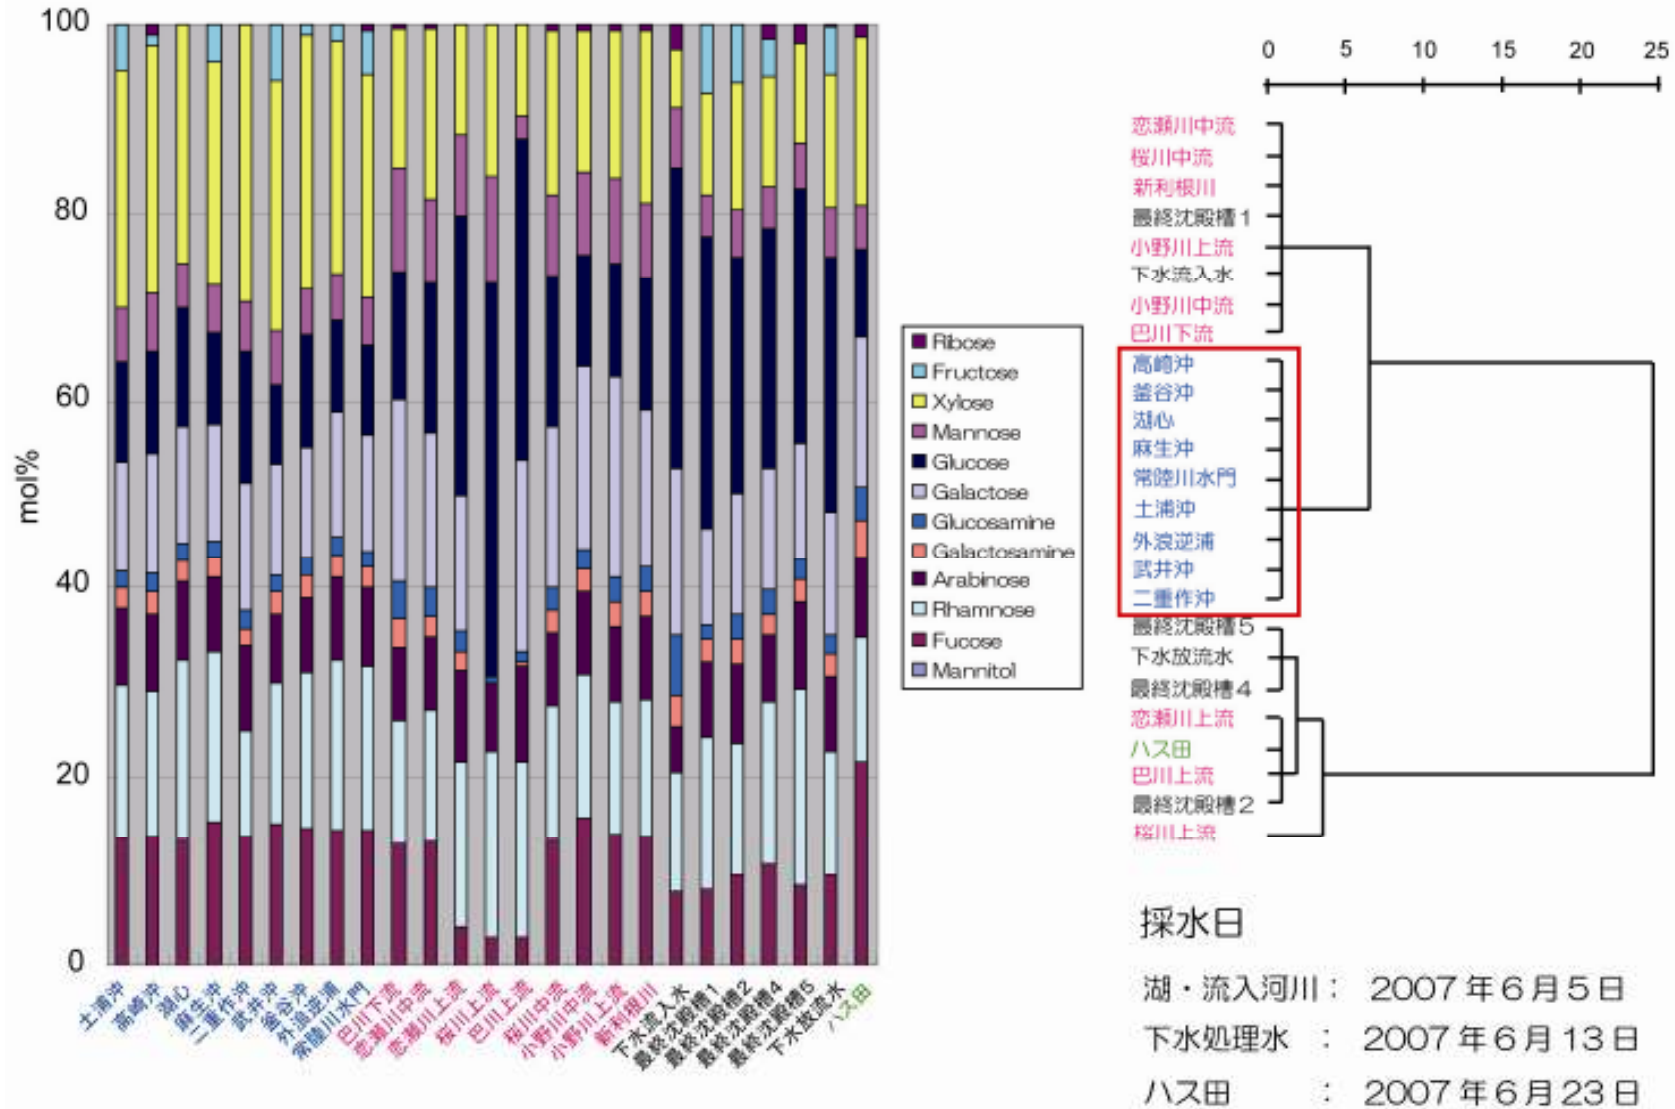 100
80
60
40
20
0
mol%
土浦沖
高崎沖
湖心
麻生沖
二重作沖
武井沖
釜谷沖
外浪逆浦
常陸川水門
巴川下流
恋瀬川中流
恋瀬川上流
桜川上流
巴川上流
桜川中流
小野川中流
小野川上流
新利根川
下水流入水
最終沈殿槽1
最終沈殿槽2
最終沈殿槽4
最終沈殿槽5
下水放流水
ハス田
Ribose
Fructose
Xylose
Mannose
Glucose
Galactose
Glucosamine
Galactosamine
Arabinose
Rhamnose
Fucose
Mannitol
0 5 10 15 20 25
恋瀬川中流
桜川中流
新利根川
最終沈殿槽1
小野川上流
下水流入水
小野川中流
巴川下流
高崎沖
釜谷沖
湖心
麻生沖
常陸川水門
土浦沖
外浪逆浦
武井沖
二重作沖
最終沈殿槽5
下水放流水
最終沈殿槽4
恋瀬川上流
ハス田
巴川上流
最終沈殿槽2
桜川上流
採水日
湖・流入河川： 2007年6月5日
下水処理水 ： 2007年6月13日
ハス田 ： 2007年6月23日